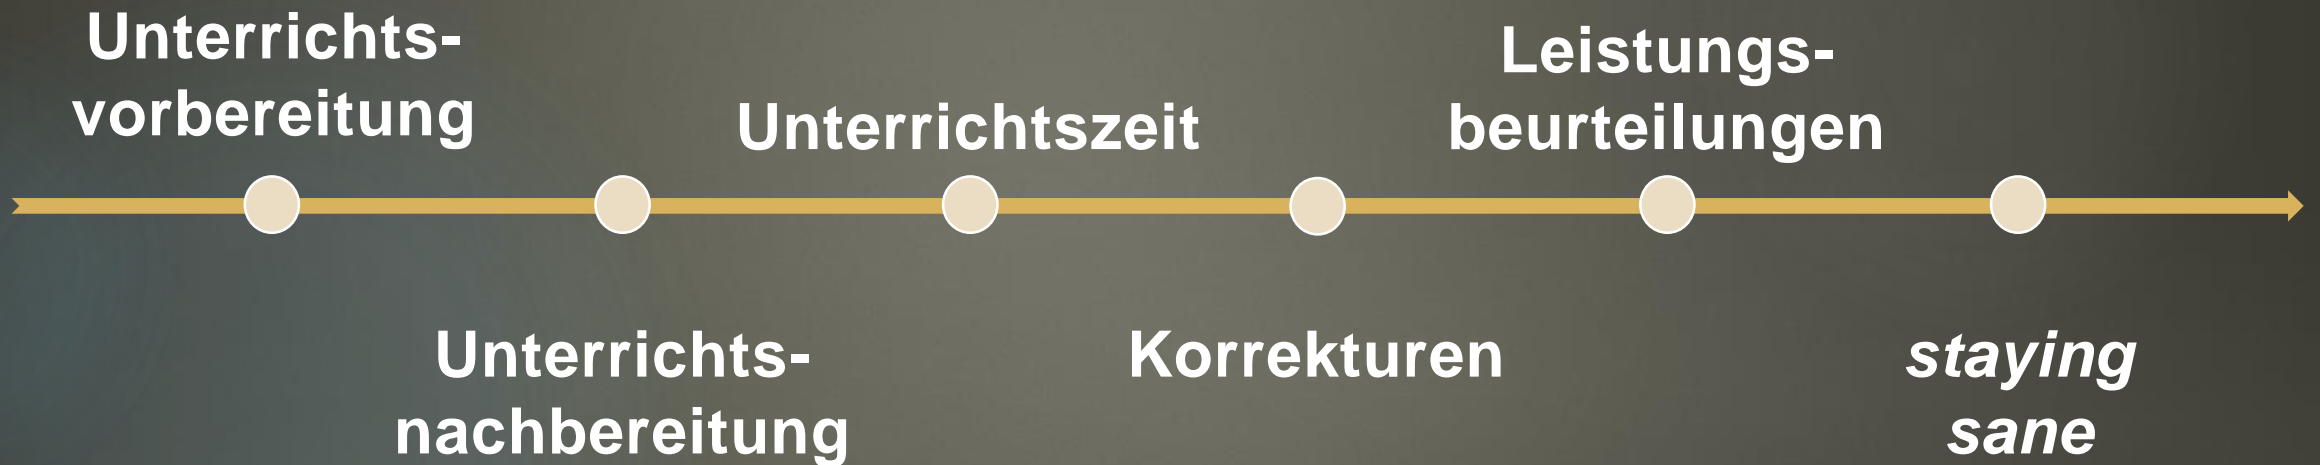 Unterrichts-
vorbereitung
Unterrichts-
nachbereitung
Unterrichtszeit
Korrekturen
Leistungs-
beurteilungen
staying
sane